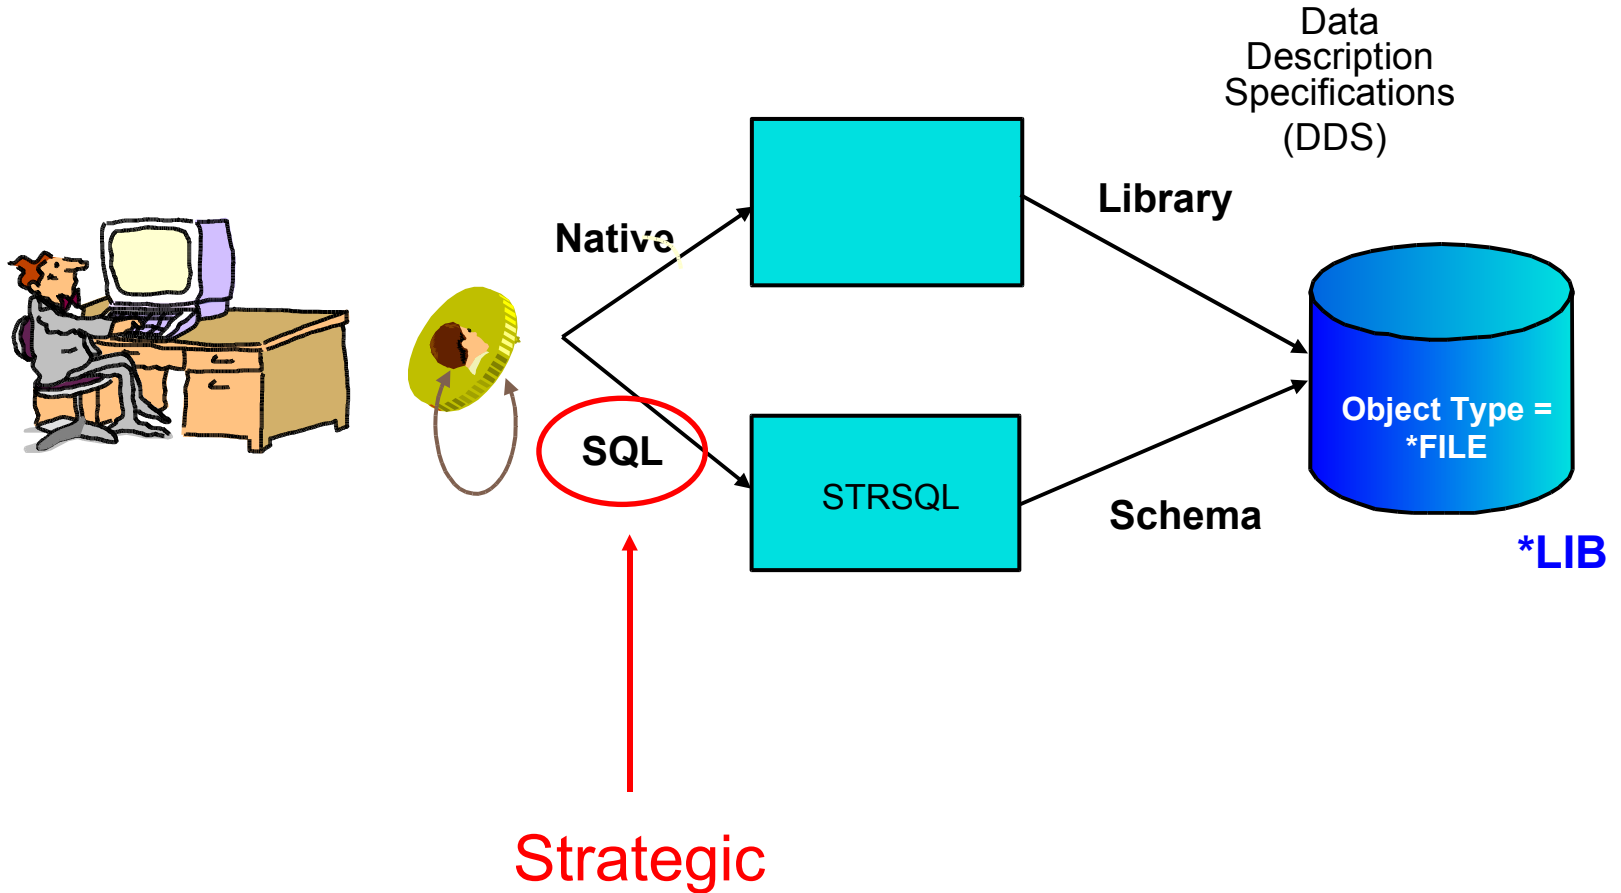 Data
Description
Specifications
(DDS)
Library
Native
Object Type =
*FILE
SQL
STRSQL
Schema
*LIB
Strategic